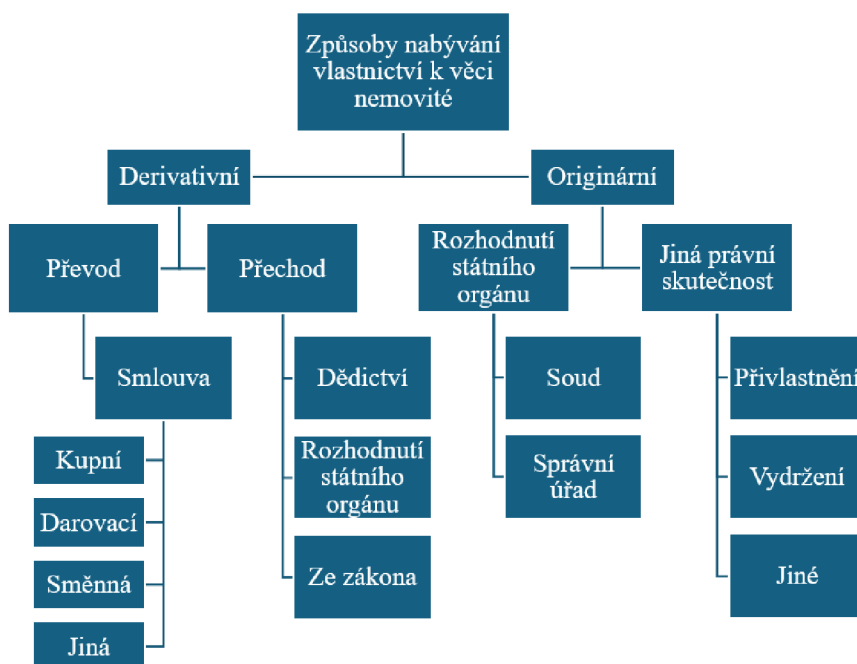 Způsoby nabývání
vlastnictví k věci
nemovité
Derivativní
Originární
Převod
Přechod
Rozhodnutí
státního
orgánu
Jiná právní
skutečnost
Smlouva
Dědictví
Soud
Přivlastnění
Kupní
Rozhodnutí
státního
orgánu
Správní
úřad
Vydržení
Darovací
Směnná
Ze zákona
Jiné
Jiná